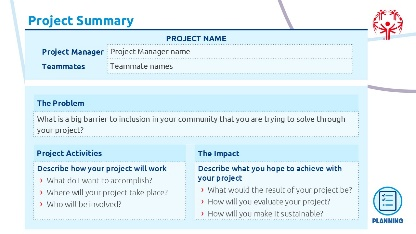 Project Summary
PROJECT NAME
Project Manager Project Manager name
Teammates Teammate names
The Problem
What is a big barrier to inclusion in your community that you are trying to solve through
your project?
Project Activities
Describe how your project will work
› What do I want to accomplish?
› Where will your project take place?
› Who will be involved?
The Impact
Describe what you hope to achieve with
your project
› What would the result of your project be?
› How will you evaluate your project?
› How will you make it sustainable?
PLANNING